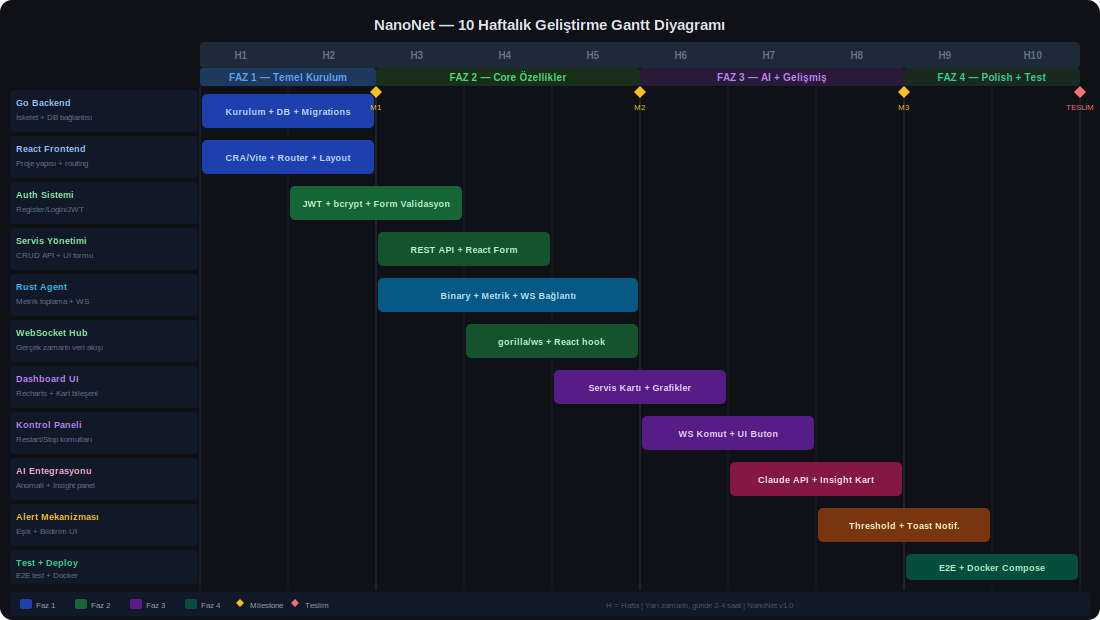 NanoNet — 10 Haftalık Geliştirme Gantt Diyagramı
H1 H2 H3 H4 H5 H6 H7 H8 H9 H10
FAZ 1 — Temel Kurulum FAZ 2 — Core Özellikler FAZ 3 — AI + Gelişmiş FAZ 4 — Polish + Test
M1 M2 M3 TESLİM
Go Backend
İskelet + DB bağlantısı
Kurulum + DB + Migrations
React Frontend
Proje yapısı + routing
CRA/Vite + Router + Layout
Auth Sistemi
Register/Login/JWT
JWT + bcrypt + Form Validasyon
Servis Yönetimi
CRUD API + UI formu
REST API + React Form
Rust Agent
Metrik toplama + WS
Binary + Metrik + WS Bağlantı
WebSocket Hub
Gerçek zamanlı veri akışı
gorilla/ws + React hook
Dashboard UI
Recharts + Kart bileşeni
Servis Kartı + Grafikler
Kontrol Paneli
Restart/Stop komutları
WS Komut + UI Buton
AI Entegrasyonu
Anomali + Insight panel
Claude API + Insight Kart
Alert Mekanizması
Eşik + Bildirim UI
Threshold + Toast Notif.
Test + Deploy
E2E test + Docker
E2E + Docker Compose
Faz 1 Faz 2 Faz 3 Faz 4 Milestone Teslim
H = Hafta | Yarı zamanlı, günde 2-4 saat | NanoNet v1.0